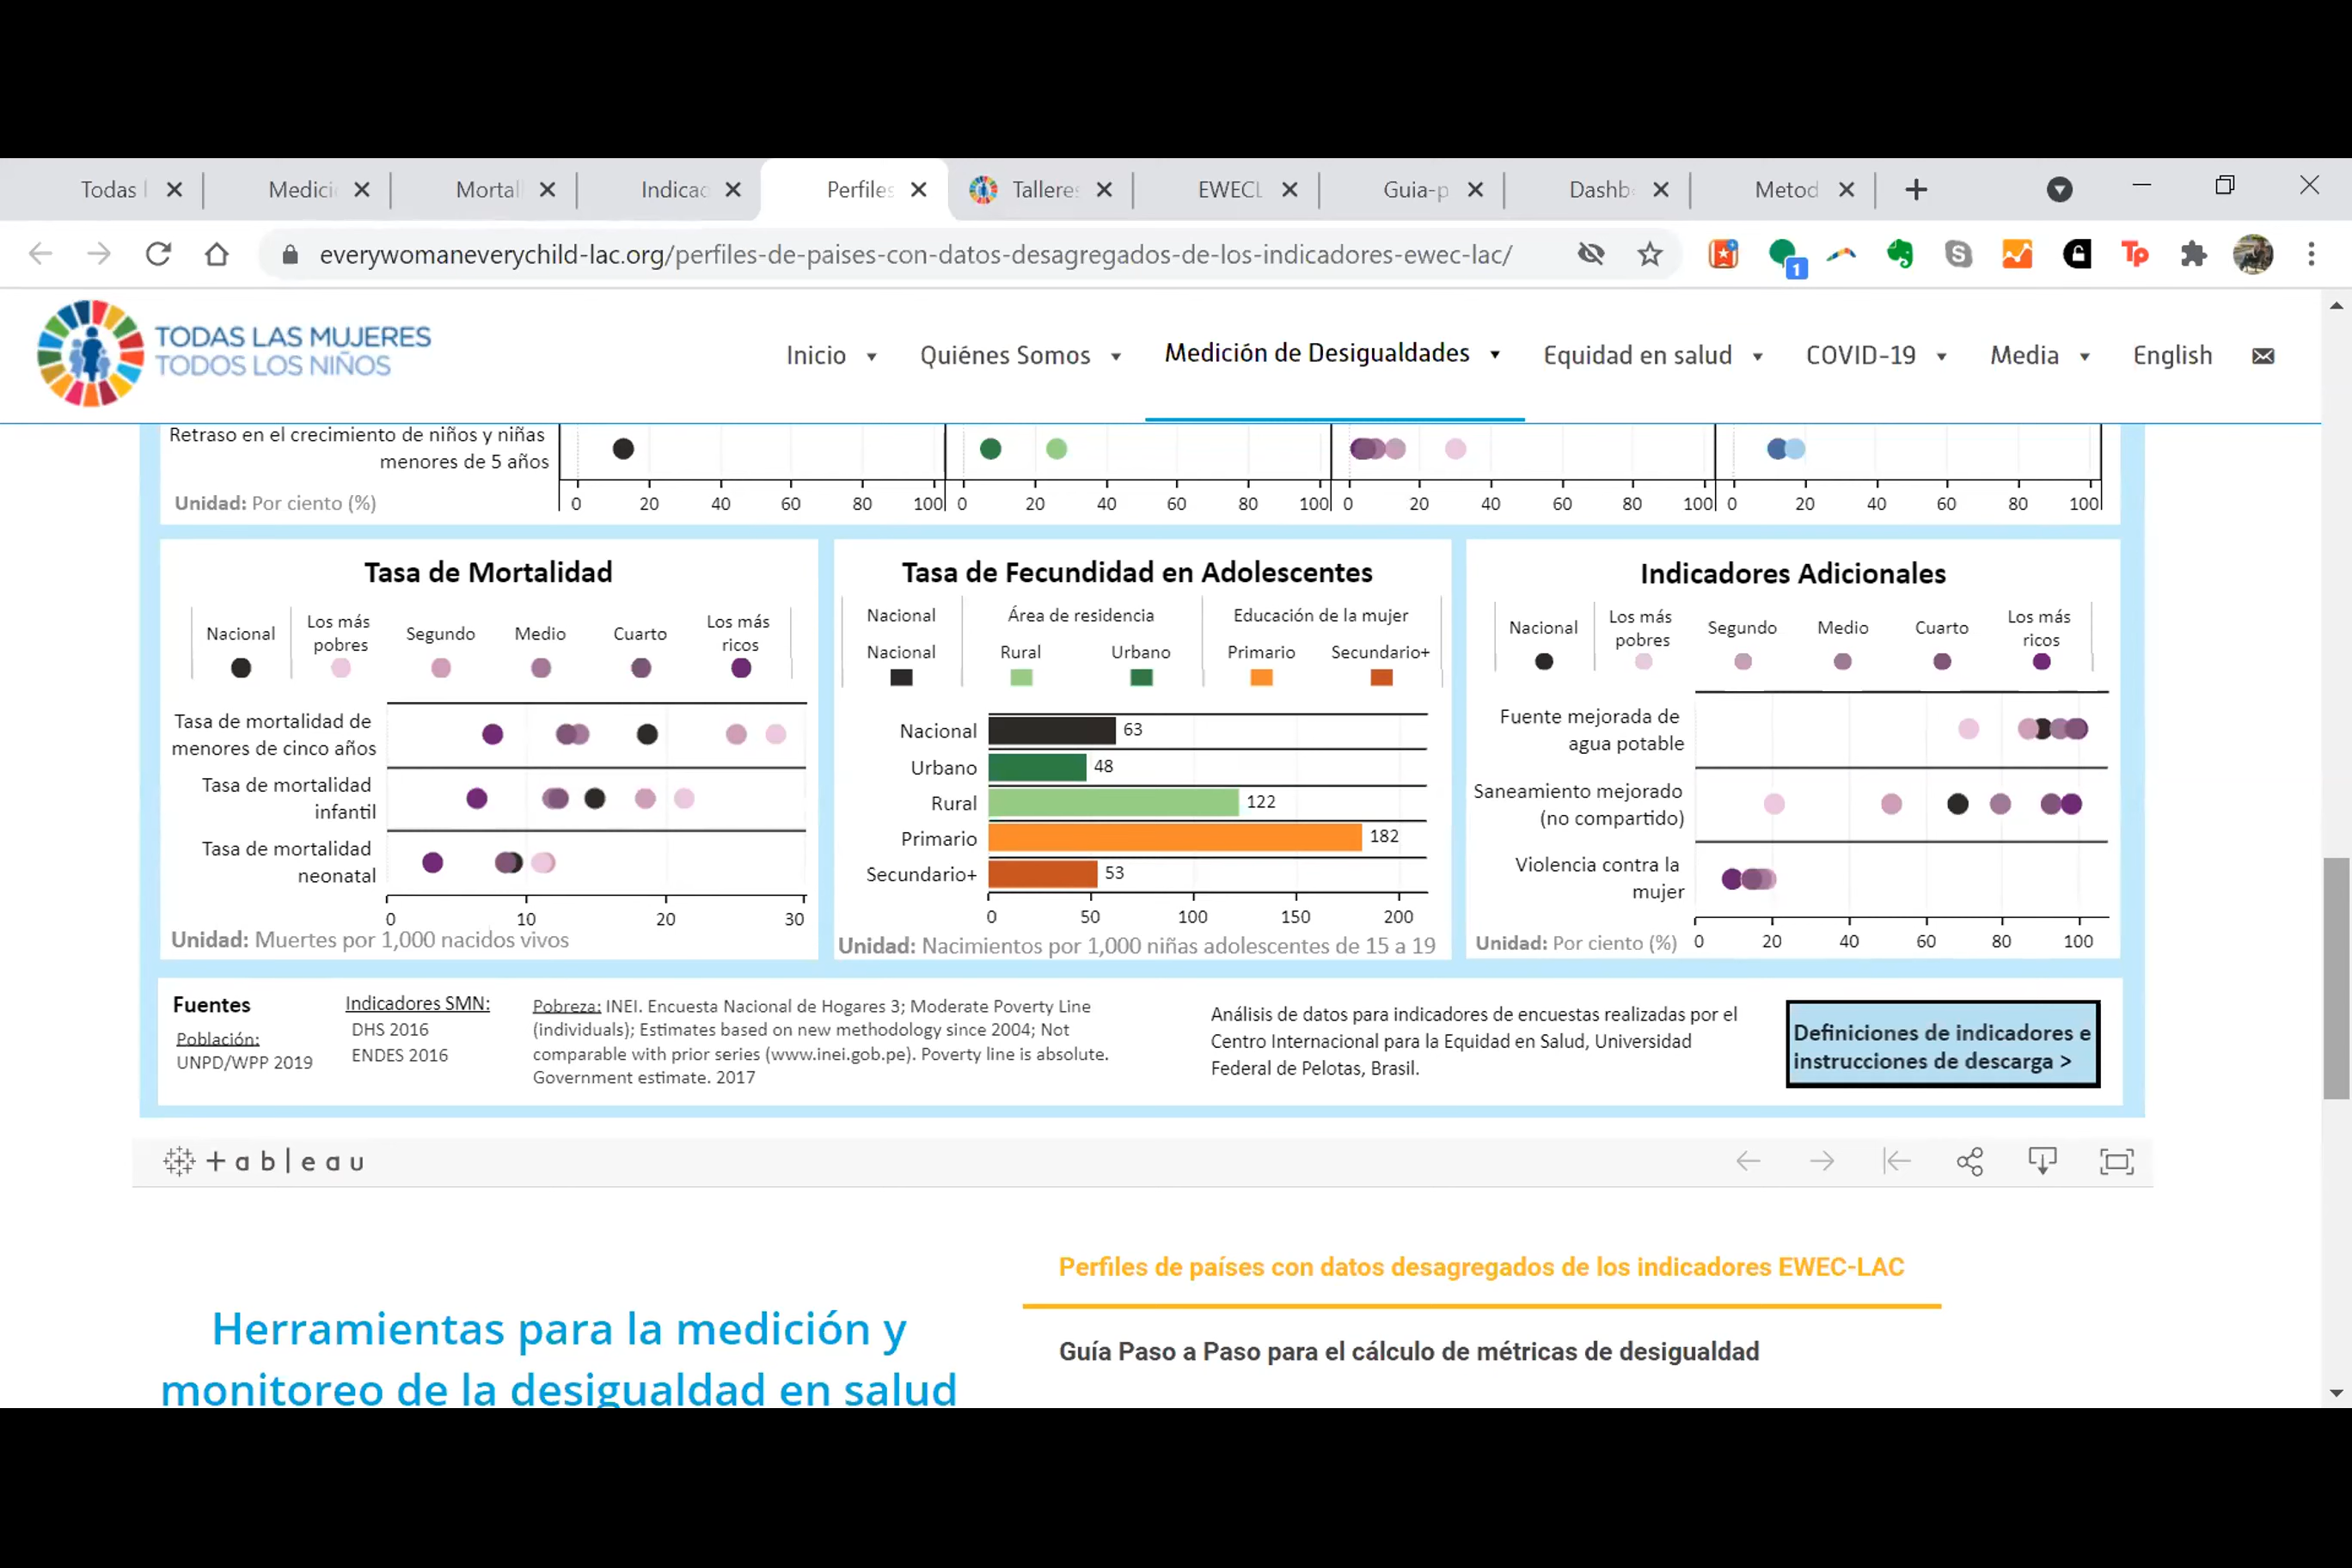 Todas
Medici
Mortal
Indicac
Perfiles
Talleres
EWECL
Guia-p
Dashb
Metod
everywomaneverychild-lac.org/perfiles-de-paises-con-datos-desagregados-de-los-indicadores-ewec-lac/
1
Tp
TODAS LAS MUJERES
TODOS LOS NIÑOS
Inicio
Quiénes Somos
Medición de Desigualdades
Equidad en salud
COVID-19
Media
English
Retraso en el crecimiento de niños y niñas
menores de 5 años
Unidad: Por ciento (%)
0 20 40 60 80 100 0 20 40 60 80 100 0 20 40 60 80 100 0 20 40 60 80 100
Tasa de Mortalidad
Nacional Los más pobres Segundo Medio Cuarto Los más ricos
Tasa de mortalidad de
menores de cinco años
Tasa de mortalidad
infantil
Tasa de mortalidad
neonatal
0 10 20 30
Unidad: Muertes por 1,000 nacidos vivos
Tasa de Fecundidad en Adolescentes
Nacional Área de residencia Educación de la mujer
Nacional Rural Urbano Primario Secundario+
Nacional 63
Urbano 48
Rural 122
Primario 182
Secundario+ 53
0 50 100 150 200
Unidad: Nacimientos por 1,000 niñas adolescentes de 15 a 19
Indicadores Adicionales
Nacional Los más pobres Segundo Medio Cuarto Los más ricos
Fuente mejorada de
agua potable
Saneamiento mejorado
(no compartido)
Violencia contra la
mujer
Unidad: Por ciento (%) 0 20 40 60 80 100
Fuentes
Población:
UNPD/WPP 2019
Indicadores SMN:
DHS 2016
ENDES 2016
Pobreza: INEI. Encuesta Nacional de Hogares 3; Moderate Poverty Line
(individuals); Estimates based on new methodology since 2004; Not
comparable with prior series (www.inei.gob.pe). Poverty line is absolute.
Government estimate. 2017
Análisis de datos para indicadores de encuestas realizadas por el
Centro Internacional para la Equidad en Salud, Universidad
Federal de Pelotas, Brasil.
Definiciones de indicadores e
instrucciones de descarga >
+ableau
Herramientas para la medición y
monitoreo de la desigualdad en salud
Perfiles de países con datos desagregados de los indicadores EWEC-LAC
Guía Paso a Paso para el cálculo de métricas de desigualdad